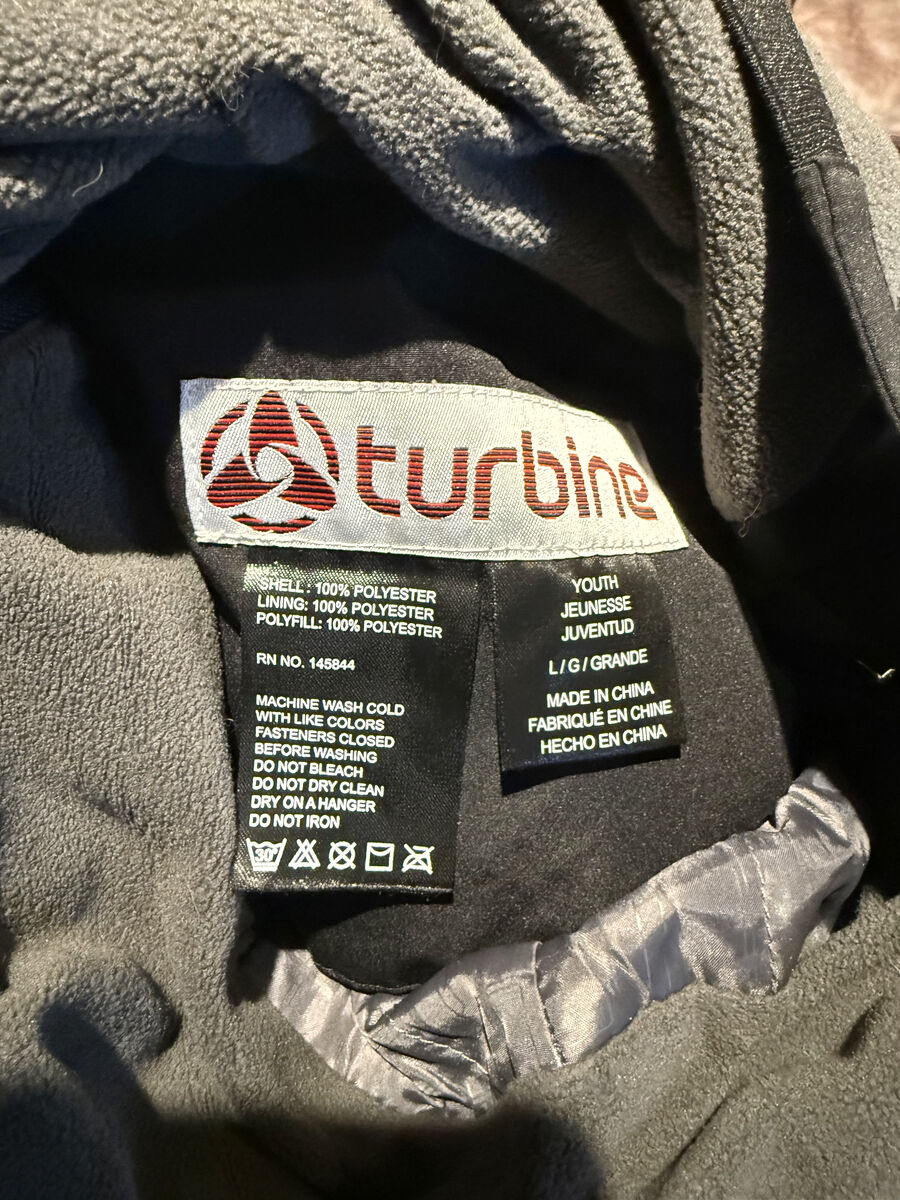 turbine
SHELL : 100% POLYESTER
LINING: 100% POLYESTER
POLYFILL: 100% POLYESTER
RN NO. 145844
MACHINE WASH COLD
WITH LIKE COLORS
FASTENERS CLOSED
BEFORE WASHING
DO NOT BLEACH
DO NOT DRY CLEAN
DRY ON A HANGER
DO NOT IRON
30°
YOUTH
JEUNESSE
JUVENTUD
L / G / GRANDE
MADE IN CHINA
FABRIQUÉ EN CHINE
HECHO EN CHINA